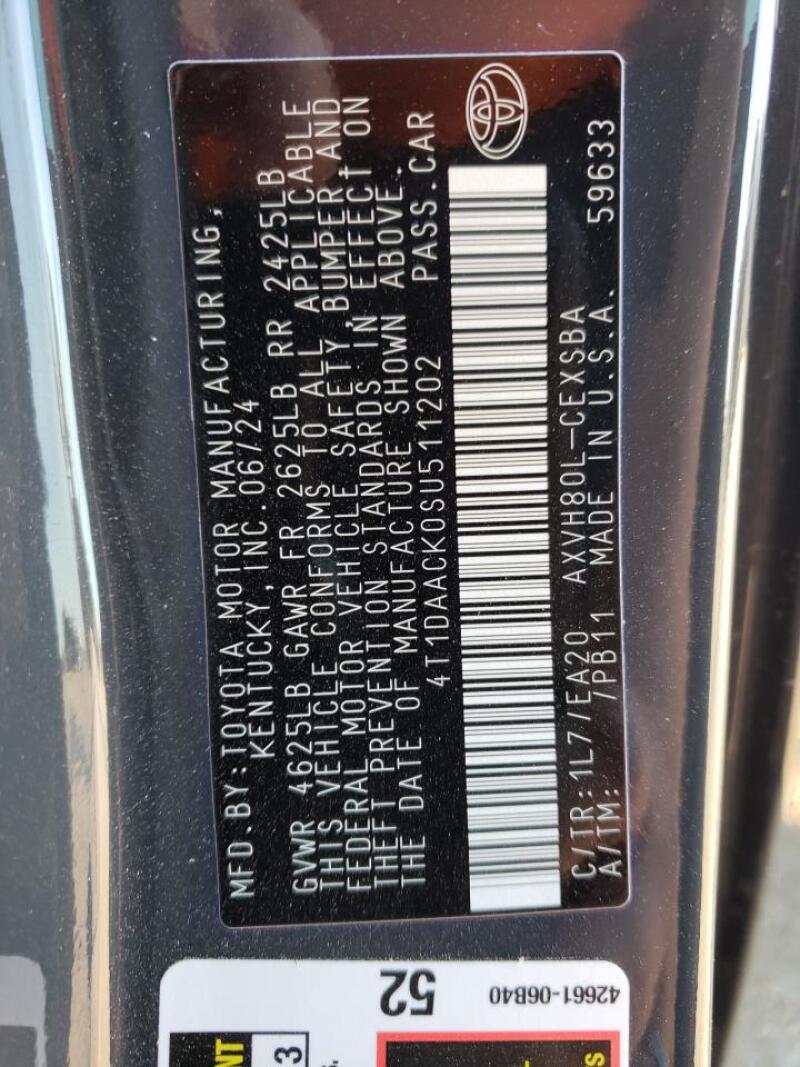 MFD.BY:TOYOTA MOTOR MANUFACTURING,
KENTUCKY, INC. 06/24
GVWR 4625LB GAWR FR 2625LB RR 2425LB
THIS VEHICLE CONFORMS TO ALL APPLICABLE
FEDERAL MOTOR VEHICLE SAFETY, BUMPER, AND
THEFT PREVENTION STANDARDS IN EFFECT ON
THE DATE OF MANUFACTURE SHOWN ABOVE.
4T1DAACK0SU511202 PASS.CAR
C/TR:1L7/EA20 AXVH80L-CEXSBA
A/TM: /PB11 MADE IN U.S.A. 59633
52
42661-06B40
3